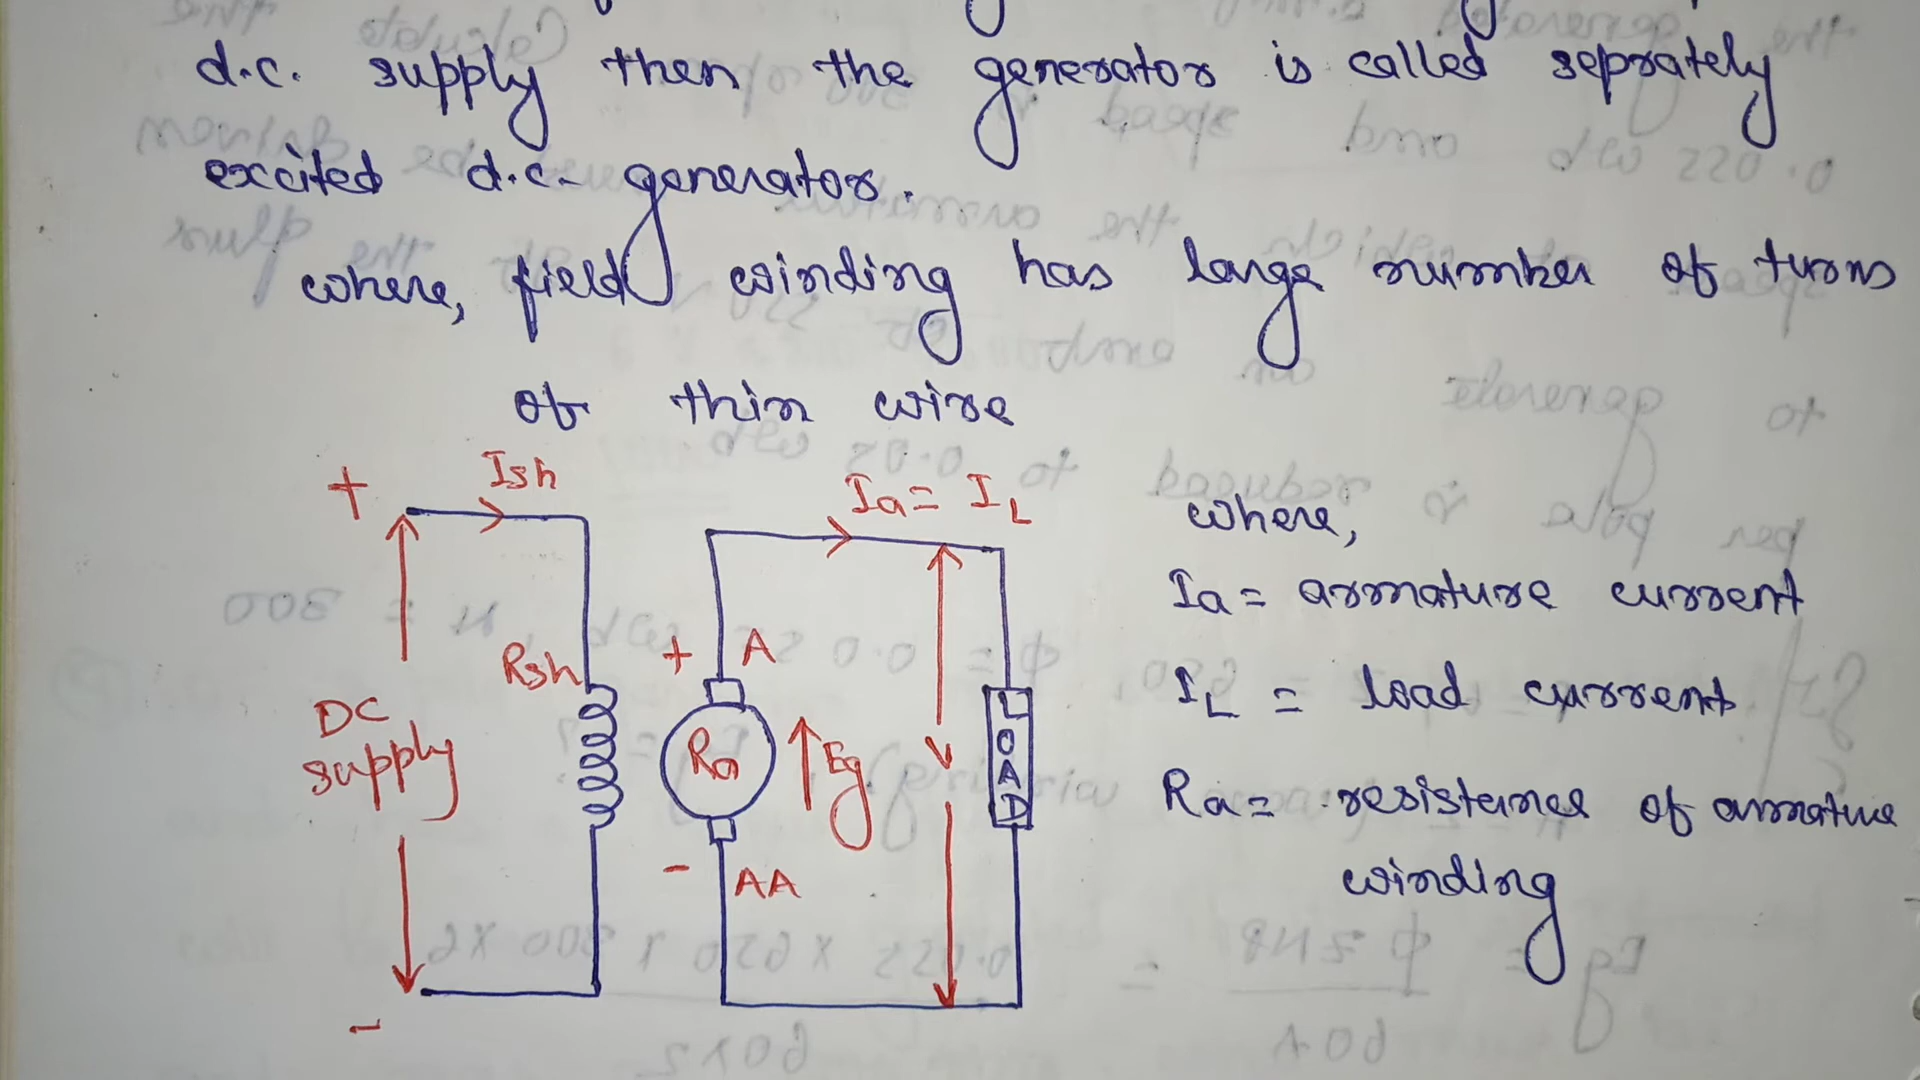 d.c. supply then the generator is called seprately
excited d.c. generator.
where, field winding has large number of turns
of thin wire
+ Ish
Ia = IL
DC
supply
-
Rsh
+ A
Ra
Eg
- AA
LOAD
where,
Ia = armature current
IL = load current
Ra = resistance of armature
winding